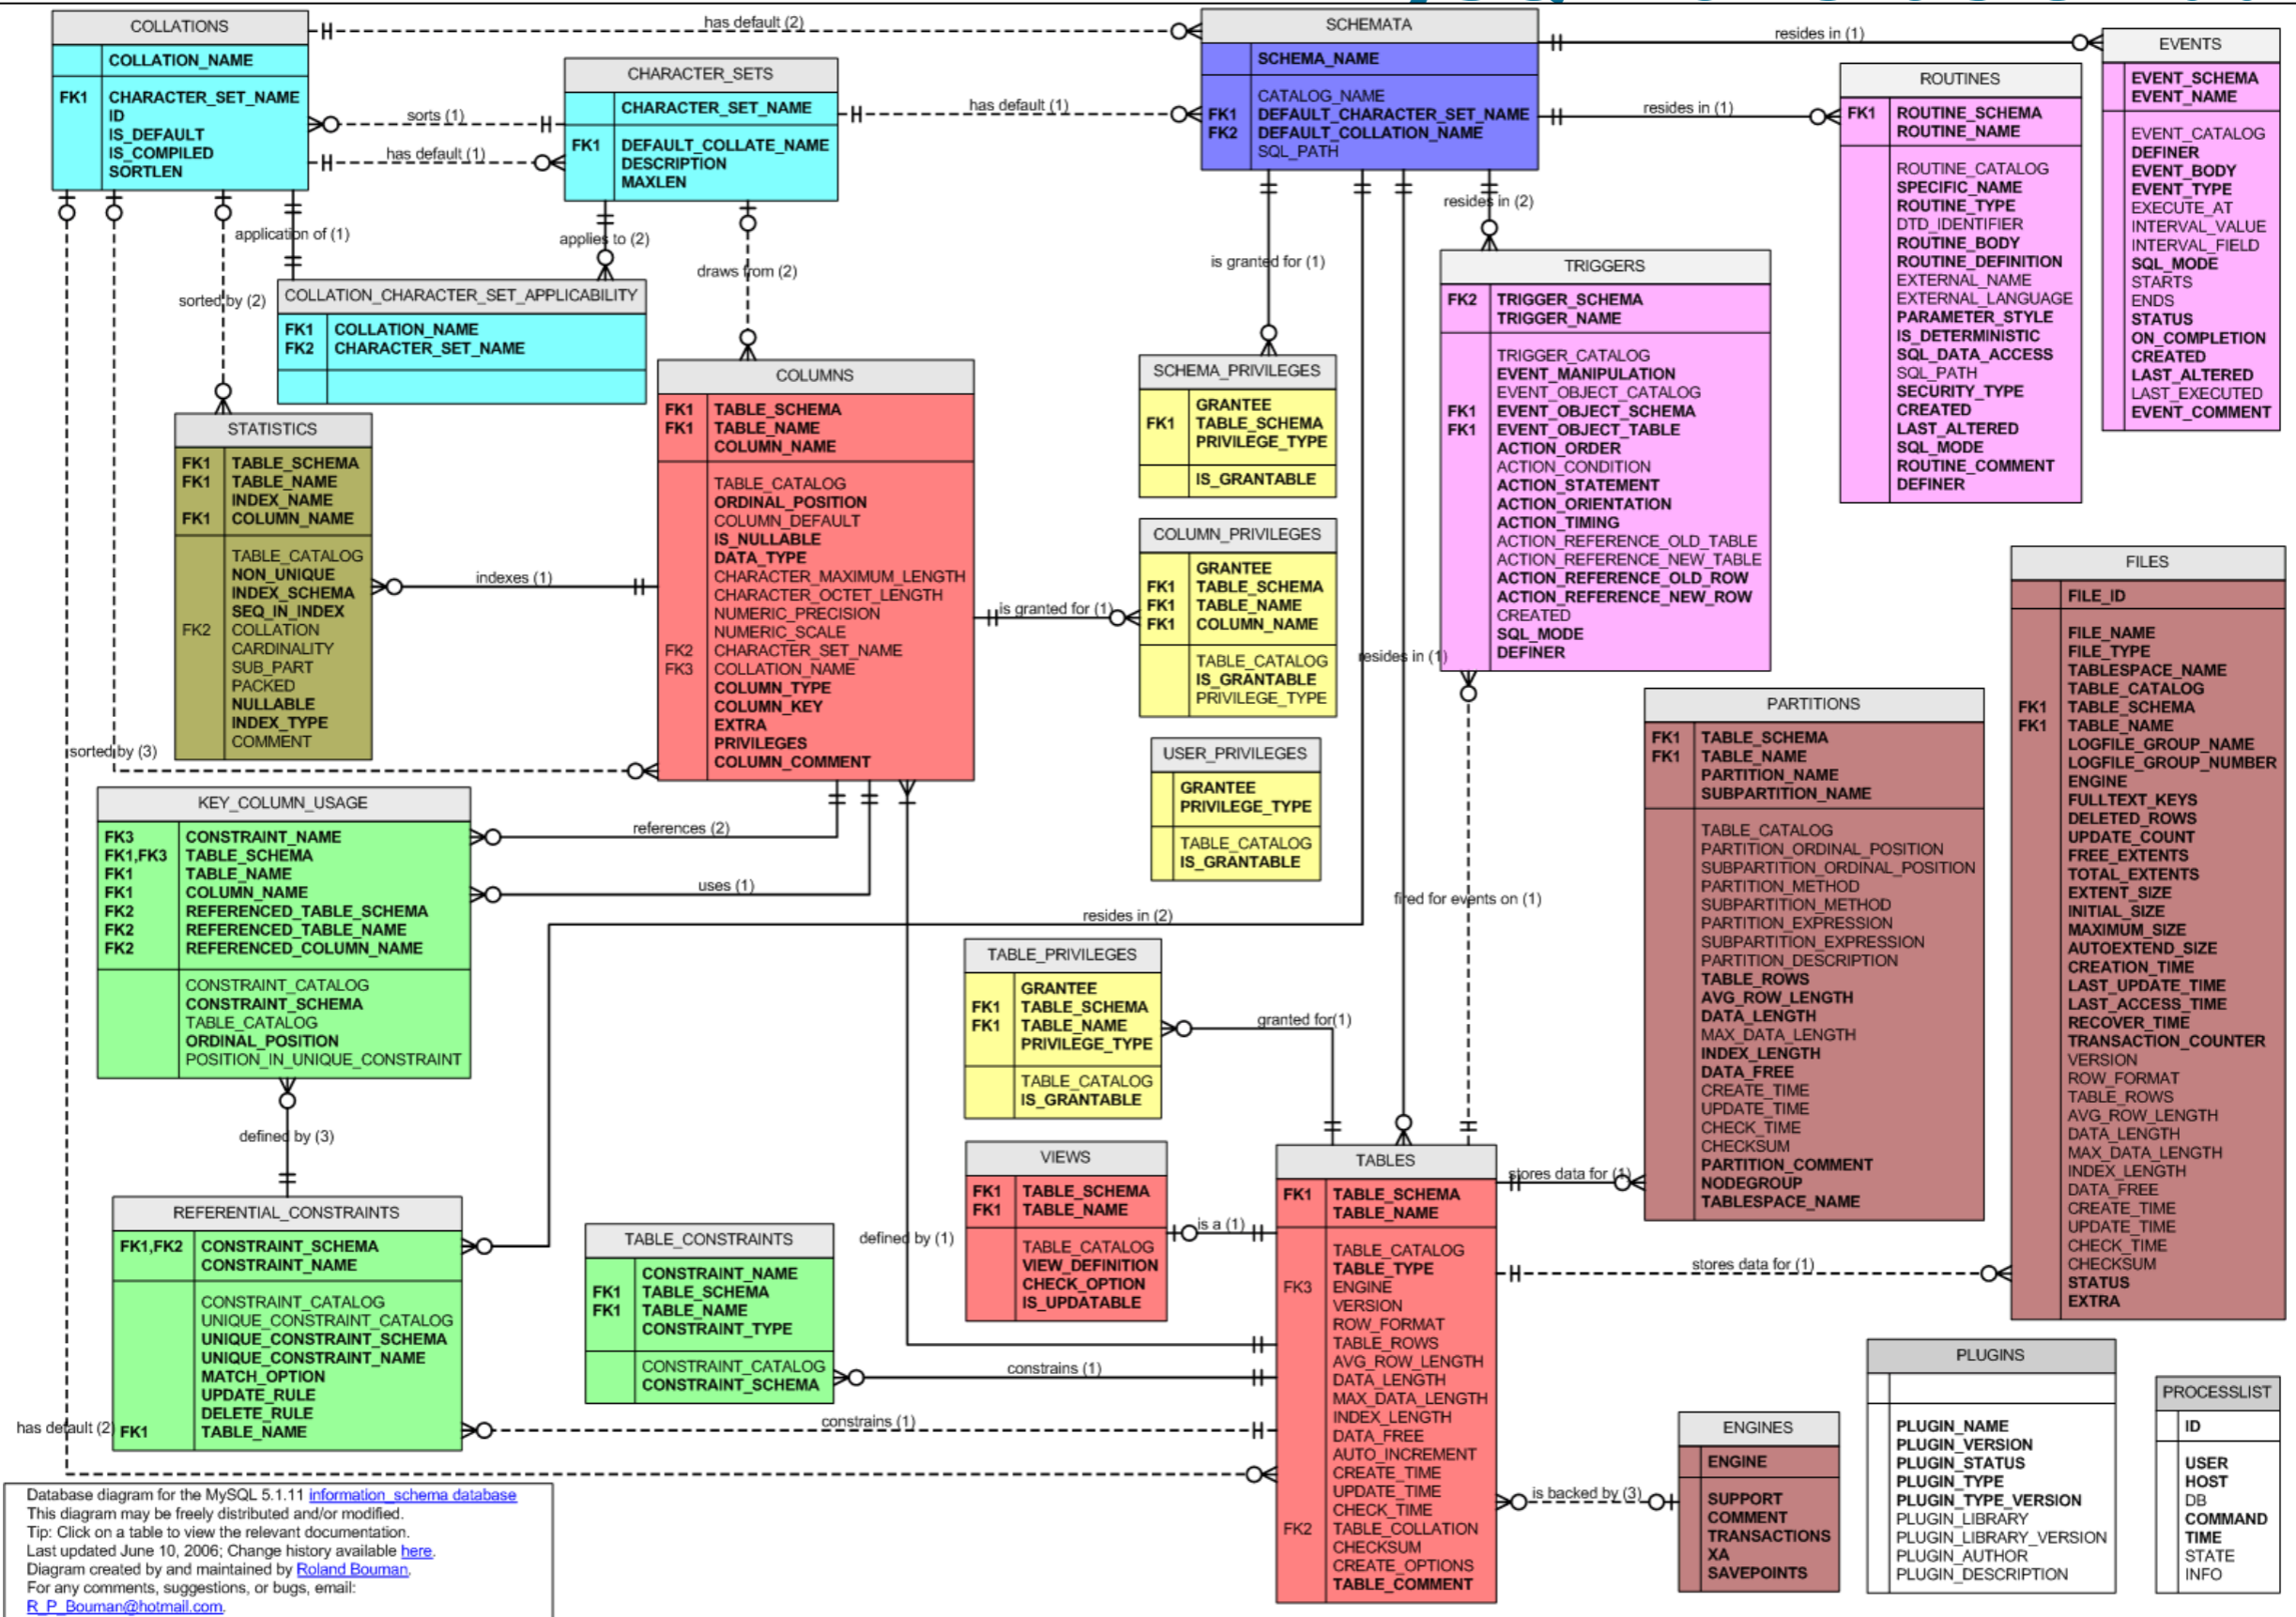 COLLATIONS
COLLATION_NAME
FK1 CHARACTER_SET_NAME
ID
IS_DEFAULT
IS_COMPILED
SORTLEN
has default (2)
sorts (1)
has default (1)
CHARACTER_SETS
CHARACTER_SET_NAME
FK1 DEFAULT_COLLATE_NAME
DESCRIPTION
MAXLEN
has default (1)
SCHEMATA
SCHEMA_NAME
CATALOG_NAME
FK1 DEFAULT_CHARACTER_SET_NAME
FK2 DEFAULT_COLLATION_NAME
SQL_PATH
resides in (1)
resides in (1)
EVENTS
EVENT_SCHEMA
EVENT_NAME
EVENT_CATALOG
DEFINER
EVENT_BODY
EVENT_TYPE
EXECUTE_AT
INTERVAL_VALUE
INTERVAL_FIELD
SQL_MODE
STARTS
ENDS
STATUS
ON_COMPLETION
CREATED
LAST_ALTERED
LAST_EXECUTED
EVENT_COMMENT
ROUTINES
FK1 ROUTINE_SCHEMA
ROUTINE_NAME
ROUTINE_CATALOG
SPECIFIC_NAME
ROUTINE_TYPE
DTD_IDENTIFIER
ROUTINE_BODY
ROUTINE_DEFINITION
EXTERNAL_NAME
EXTERNAL_LANGUAGE
PARAMETER_STYLE
IS_DETERMINISTIC
SQL_DATA_ACCESS
SQL_PATH
SECURITY_TYPE
CREATED
LAST_ALTERED
SQL_MODE
ROUTINE_COMMENT
DEFINER
application of (1)
applies to (2)
draws from (2)
sorted by (2)
is granted for (1)
resides in (2)
COLLATION_CHARACTER_SET_APPLICABILITY
FK1 COLLATION_NAME
FK2 CHARACTER_SET_NAME
TRIGGERS
FK2 TRIGGER_SCHEMA
TRIGGER_NAME
TRIGGER_CATALOG
EVENT_MANIPULATION
EVENT_OBJECT_CATALOG
FK1 EVENT_OBJECT_SCHEMA
FK1 EVENT_OBJECT_TABLE
ACTION_ORDER
ACTION_CONDITION
ACTION_STATEMENT
ACTION_ORIENTATION
ACTION_TIMING
ACTION_REFERENCE_OLD_TABLE
ACTION_REFERENCE_NEW_TABLE
ACTION_REFERENCE_OLD_ROW
ACTION_REFERENCE_NEW_ROW
CREATED
SQL_MODE
DEFINER
STATISTICS
FK1 TABLE_SCHEMA
FK1 TABLE_NAME
INDEX_NAME
FK1 COLUMN_NAME
TABLE_CATALOG
NON_UNIQUE
INDEX_SCHEMA
SEQ_IN_INDEX
FK2 COLLATION
CARDINALITY
SUB_PART
PACKED
NULLABLE
INDEX_TYPE
COMMENT
indexes (1)
COLUMNS
FK1 TABLE_SCHEMA
FK1 TABLE_NAME
COLUMN_NAME
TABLE_CATALOG
ORDINAL_POSITION
COLUMN_DEFAULT
IS_NULLABLE
DATA_TYPE
CHARACTER_MAXIMUM_LENGTH
CHARACTER_OCTET_LENGTH
NUMERIC_PRECISION
NUMERIC_SCALE
FK2 CHARACTER_SET_NAME
FK3 COLLATION_NAME
COLUMN_TYPE
COLUMN_KEY
EXTRA
PRIVILEGES
COLUMN_COMMENT
SCHEMA_PRIVILEGES
GRANTEE
FK1 TABLE_SCHEMA
PRIVILEGE_TYPE
IS_GRANTABLE
is granted for (1)
COLUMN_PRIVILEGES
GRANTEE
FK1 TABLE_SCHEMA
FK1 TABLE_NAME
FK1 COLUMN_NAME
TABLE_CATALOG
IS_GRANTABLE
PRIVILEGE_TYPE
resides in (1)
USER_PRIVILEGES
GRANTEE
PRIVILEGE_TYPE
TABLE_CATALOG
IS_GRANTABLE
FILES
FILE_ID
FILE_NAME
FILE_TYPE
TABLESPACE_NAME
TABLE_CATALOG
FK1 TABLE_SCHEMA
FK1 TABLE_NAME
LOGFILE_GROUP_NAME
LOGFILE_GROUP_NUMBER
ENGINE
FULLTEXT_KEYS
DELETED_ROWS
UPDATE_COUNT
FREE_EXTENTS
TOTAL_EXTENTS
EXTENT_SIZE
INITIAL_SIZE
MAXIMUM_SIZE
AUTOEXTEND_SIZE
CREATION_TIME
LAST_UPDATE_TIME
LAST_ACCESS_TIME
RECOVER_TIME
TRANSACTION_COUNTER
VERSION
ROW_FORMAT
TABLE_ROWS
AVG_ROW_LENGTH
DATA_LENGTH
MAX_DATA_LENGTH
INDEX_LENGTH
DATA_FREE
CREATE_TIME
UPDATE_TIME
CHECK_TIME
CHECKSUM
STATUS
EXTRA
PARTITIONS
FK1 TABLE_SCHEMA
FK1 TABLE_NAME
PARTITION_NAME
SUBPARTITION_NAME
TABLE_CATALOG
PARTITION_ORDINAL_POSITION
SUBPARTITION_ORDINAL_POSITION
PARTITION_METHOD
SUBPARTITION_METHOD
PARTITION_EXPRESSION
SUBPARTITION_EXPRESSION
PARTITION_DESCRIPTION
TABLE_ROWS
AVG_ROW_LENGTH
DATA_LENGTH
MAX_DATA_LENGTH
INDEX_LENGTH
DATA_FREE
CREATE_TIME
UPDATE_TIME
CHECK_TIME
CHECKSUM
PARTITION_COMMENT
NODEGROUP
TABLESPACE_NAME
sorted by (3)
KEY_COLUMN_USAGE
FK3 CONSTRAINT_NAME
FK1,FK3 TABLE_SCHEMA
FK1 TABLE_NAME
FK1 COLUMN_NAME
FK2 REFERENCED_TABLE_SCHEMA
FK2 REFERENCED_TABLE_NAME
FK2 REFERENCED_COLUMN_NAME
CONSTRAINT_CATALOG
CONSTRAINT_SCHEMA
TABLE_CATALOG
ORDINAL_POSITION
POSITION_IN_UNIQUE_CONSTRAINT
references (2)
uses (1)
resides in (2)
fired for events on (1)
TABLE_PRIVILEGES
GRANTEE
FK1 TABLE_SCHEMA
FK1 TABLE_NAME
PRIVILEGE_TYPE
TABLE_CATALOG
IS_GRANTABLE
granted for(1)
defined by (3)
REFERENTIAL_CONSTRAINTS
FK1,FK2 CONSTRAINT_SCHEMA
CONSTRAINT_NAME
CONSTRAINT_CATALOG
UNIQUE_CONSTRAINT_CATALOG
UNIQUE_CONSTRAINT_SCHEMA
UNIQUE_CONSTRAINT_NAME
MATCH_OPTION
UPDATE_RULE
DELETE_RULE
FK1 TABLE_NAME
has default (2)
TABLE_CONSTRAINTS
CONSTRAINT_NAME
FK1 TABLE_SCHEMA
FK1 TABLE_NAME
CONSTRAINT_TYPE
CONSTRAINT_CATALOG
CONSTRAINT_SCHEMA
defined by (1)
VIEWS
FK1 TABLE_SCHEMA
FK1 TABLE_NAME
TABLE_CATALOG
VIEW_DEFINITION
CHECK_OPTION
IS_UPDATABLE
is a (1)
constrains (1)
constrains (1)
TABLES
FK1 TABLE_SCHEMA
TABLE_NAME
TABLE_CATALOG
TABLE_TYPE
FK3 ENGINE
VERSION
ROW_FORMAT
TABLE_ROWS
AVG_ROW_LENGTH
DATA_LENGTH
MAX_DATA_LENGTH
INDEX_LENGTH
DATA_FREE
AUTO_INCREMENT
CREATE_TIME
UPDATE_TIME
CHECK_TIME
FK2 TABLE_COLLATION
CHECKSUM
CREATE_OPTIONS
TABLE_COMMENT
stores data for (1)
stores data for (1)
is backed by (3)
ENGINES
ENGINE
SUPPORT
COMMENT
TRANSACTIONS
XA
SAVEPOINTS
PLUGINS
PLUGIN_NAME
PLUGIN_VERSION
PLUGIN_STATUS
PLUGIN_TYPE
PLUGIN_TYPE_VERSION
PLUGIN_LIBRARY
PLUGIN_LIBRARY_VERSION
PLUGIN_AUTHOR
PLUGIN_DESCRIPTION
PROCESSLIST
ID
USER
HOST
DB
COMMAND
TIME
STATE
INFO
Database diagram for the MySQL 5.1.11 information_schema database
This diagram may be freely distributed and/or modified.
Tip: Click on a table to view the relevant documentation.
Last updated June 10, 2006; Change history available here.
Diagram created by and maintained by Roland Bouman.
For any comments, suggestions, or bugs, email:
R_P_Bouman@hotmail.com.